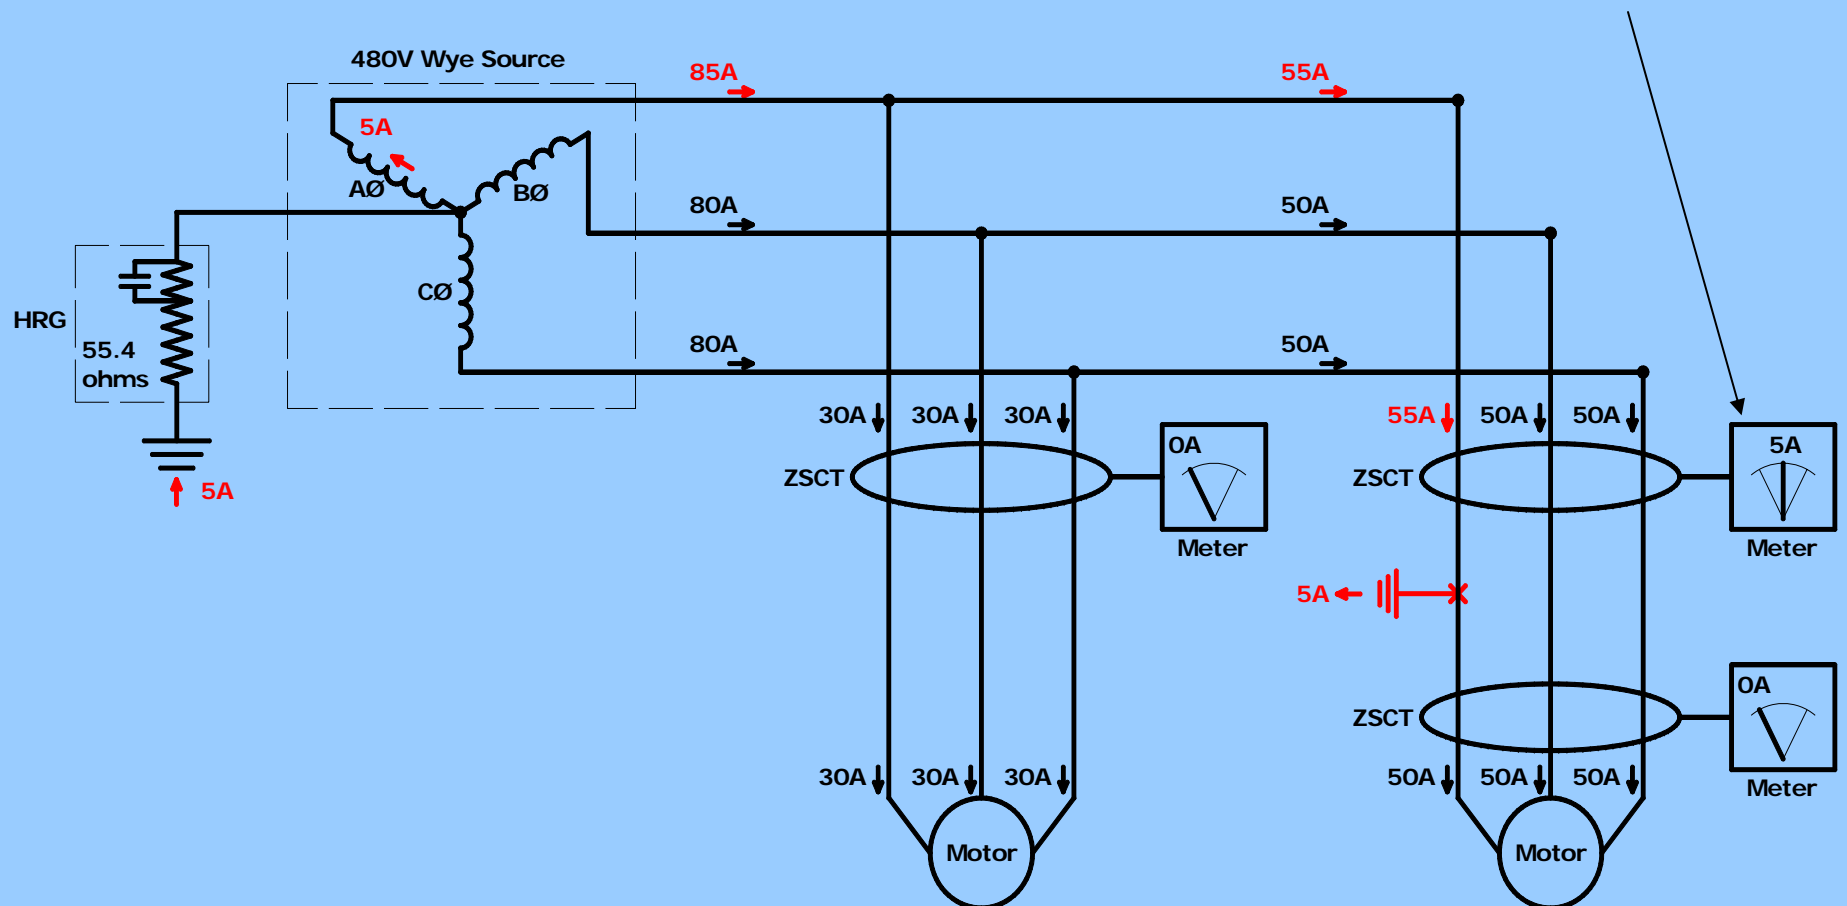 480V Wye Source
85A
55A
5A
AØ
BØ
80A
50A
CØ
HRG
55.4
ohms
80A
50A
30A 30A 30A
55A 50A 50A
0A
5A
ZSCT
ZSCT
5A
Meter
Meter
5A
0A
ZSCT
30A 30A 30A
50A 50A 50A
Meter
Motor
Motor